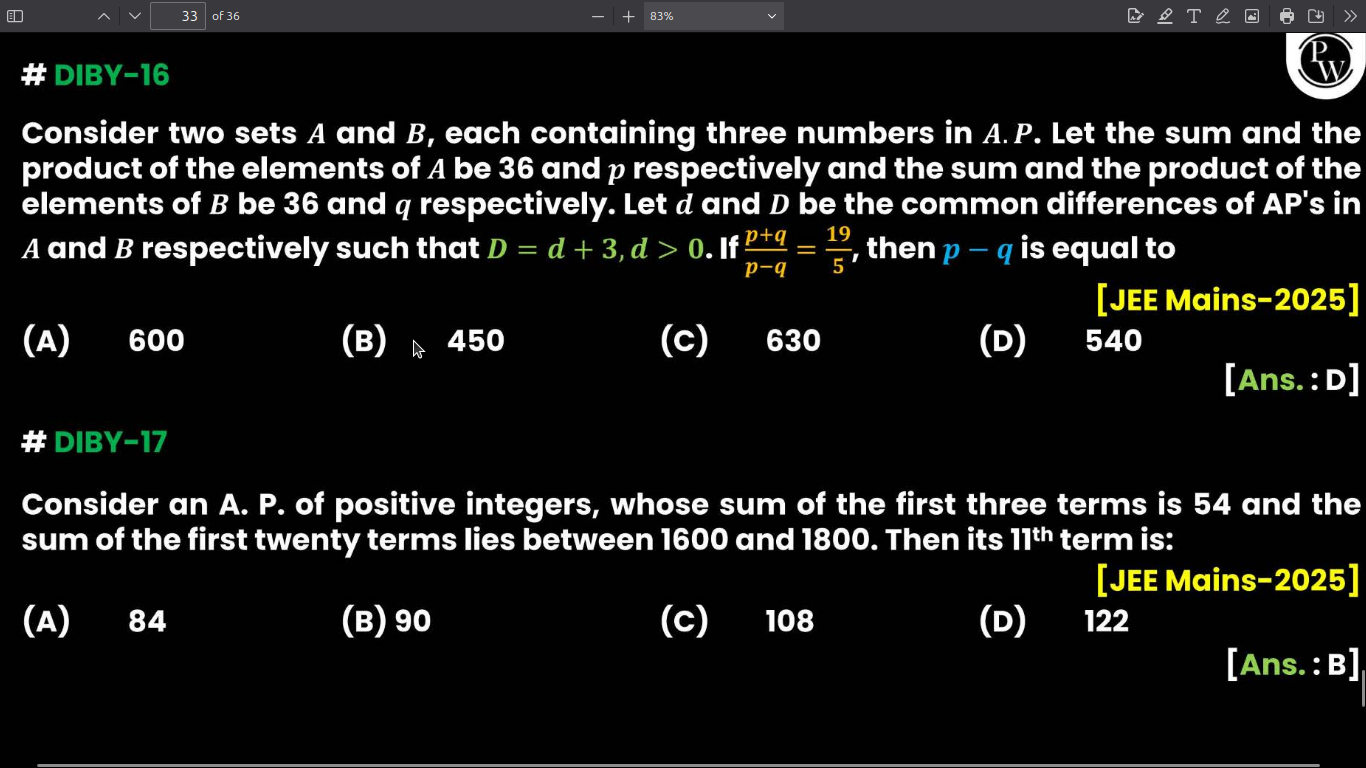 33 of 36
83%
P
W
# DIBY-16
Consider two sets A and B, each containing three numbers in A.P. Let the sum and the
product of the elements of A be 36 and p respectively and the sum and the product of the
elements of B be 36 and q respectively. Let d and D be the common differences of AP's in
A and B respectively such that D = d + 3, d > 0. If p+q/p−q = 19/5, then p − q is equal to
[JEE Mains-2025]
(A) 600 (B) 450 (C) 630 (D) 540
[Ans. : D]
# DIBY-17
Consider an A. P. of positive integers, whose sum of the first three terms is 54 and the
sum of the first twenty terms lies between 1600 and 1800. Then its 11th term is:
[JEE Mains-2025]
(A) 84 (B) 90 (C) 108 (D) 122
[Ans. : B]